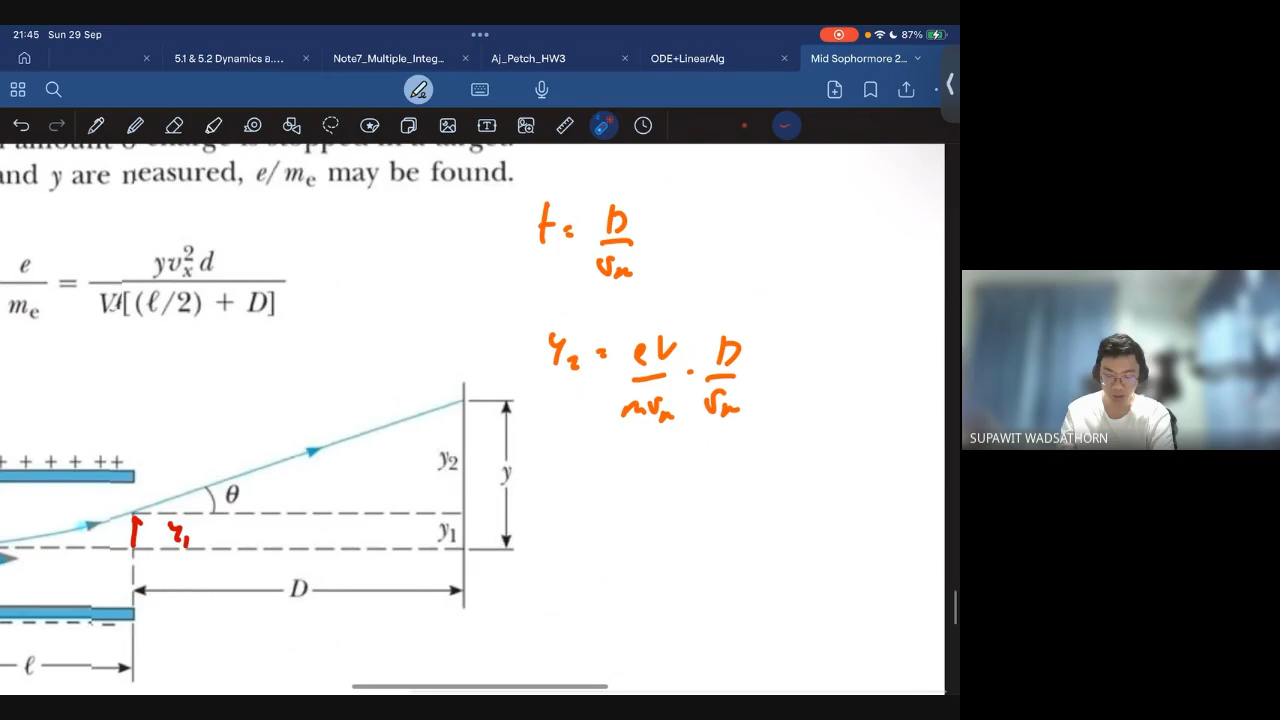 21:45 Sun 29 Sep
87%
5.1 & 5.2 Dynamics a....
Note7_Multiple_Integ...
Aj_Petch_HW3
ODE+LinearAlg
Mid Sophormore 2...
and y are measured, e/mₑ may be found.
e/mₑ = yvₓ²d / Vℓ[(ℓ/2) + D]
t = D/vₓ
y₂ = eV/mvₓ · D/vₓ
+ + + + ++
θ
y₂
y
y₁
y₁
D
ℓ
SUPAWIT WADSATHORN